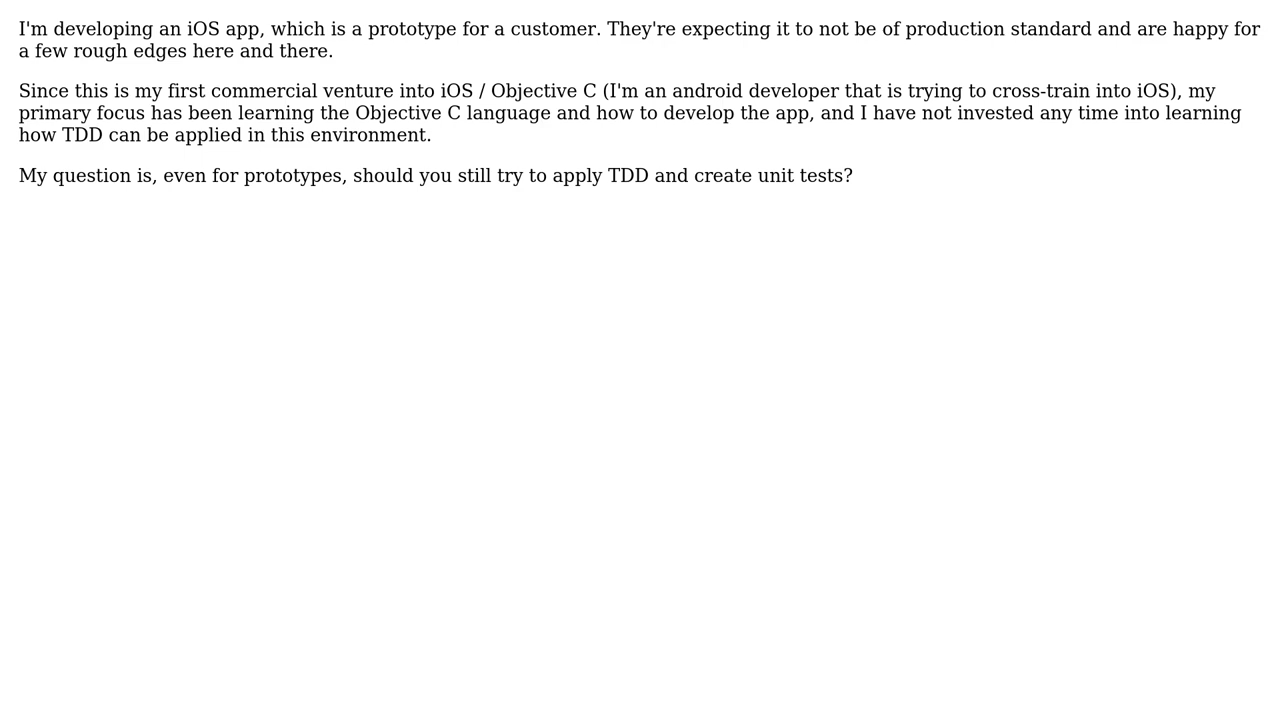 I'm developing an iOS app, which is a prototype for a customer. They're expecting it to not be of production standard and are happy for
a few rough edges here and there.
Since this is my first commercial venture into iOS / Objective C (I'm an android developer that is trying to cross-train into iOS), my
primary focus has been learning the Objective C language and how to develop the app, and I have not invested any time into learning
how TDD can be applied in this environment.
My question is, even for prototypes, should you still try to apply TDD and create unit tests?